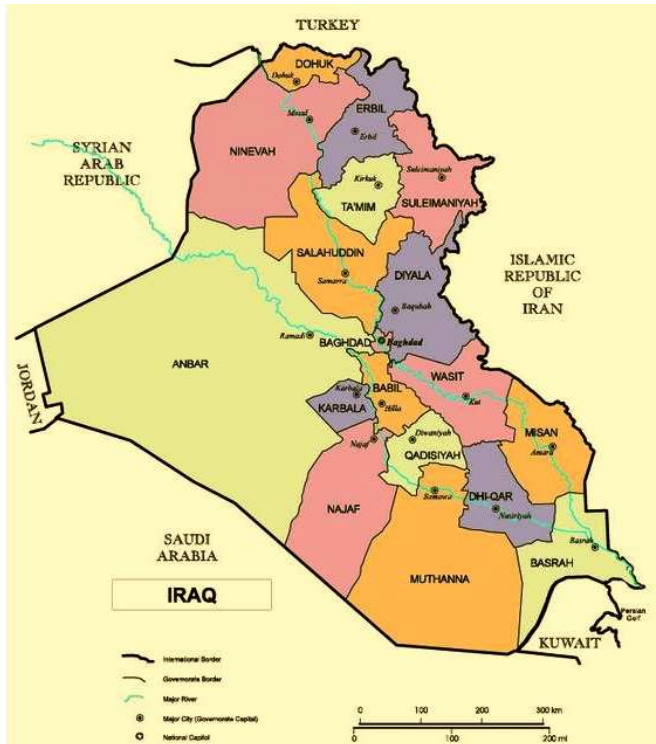 TURKEY
DOHUK
Dohuk
ERBIL
Erbil
Mosul
NINEVAH
SYRIAN
ARAB
REPUBLIC
Suleimaniyah
SULEIMANIYAH
Kirkuk
TA'MIM
SALAHUDDIN
Samarra
DIYALA
Baqubah
ISLAMIC
REPUBLIC
OF
IRAN
Ramadi
BAGHDAD
Baghdad
ANBAR
JORDAN
WASIT
Kut
BABIL
Hilla
Karbala
KARBALA
MISAN
Amara
Najaf
Diwaniyah
QADISIYAH
NAJAF
Samawa
DHI-QAR
Nasiriyah
Basrah
BASRAH
MUTHANNA
SAUDI
ARABIA
IRAQ
Persian
Gulf
KUWAIT
International Border
Governorate Border
Major River
Major City (Governorate Capital)
National Capitol
0 100 200 300 km
0 100 200 mi